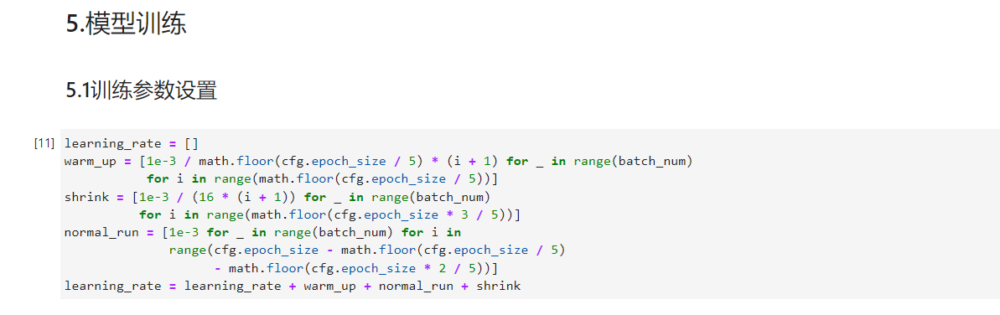 5.模型训练
5.1训练参数设置
[11] learning_rate = []
warm_up = [1e-3 / math.floor(cfg.epoch_size / 5) * (i + 1) for _ in range(batch_num)
           for i in range(math.floor(cfg.epoch_size / 5))]
shrink = [1e-3 / (16 * (i + 1)) for _ in range(batch_num)
          for i in range(math.floor(cfg.epoch_size * 3 / 5))]
normal_run = [1e-3 for _ in range(batch_num) for i in
              range(cfg.epoch_size - math.floor(cfg.epoch_size / 5)
                    - math.floor(cfg.epoch_size * 2 / 5))]
learning_rate = learning_rate + warm_up + normal_run + shrink